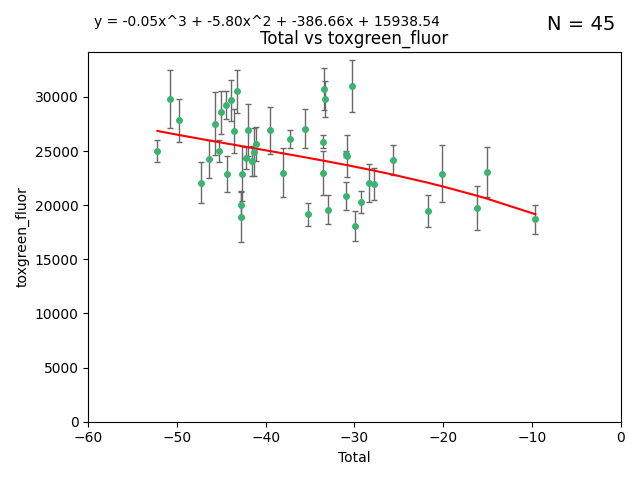 y = -0.05x^3 + -5.80x^2 + -386.66x + 15938.54
N = 45
Total vs toxgreen_fluor
30000
25000
20000
15000
10000
5000
0
toxgreen_fluor
−60
−50
−40
−30
−20
−10
0
Total